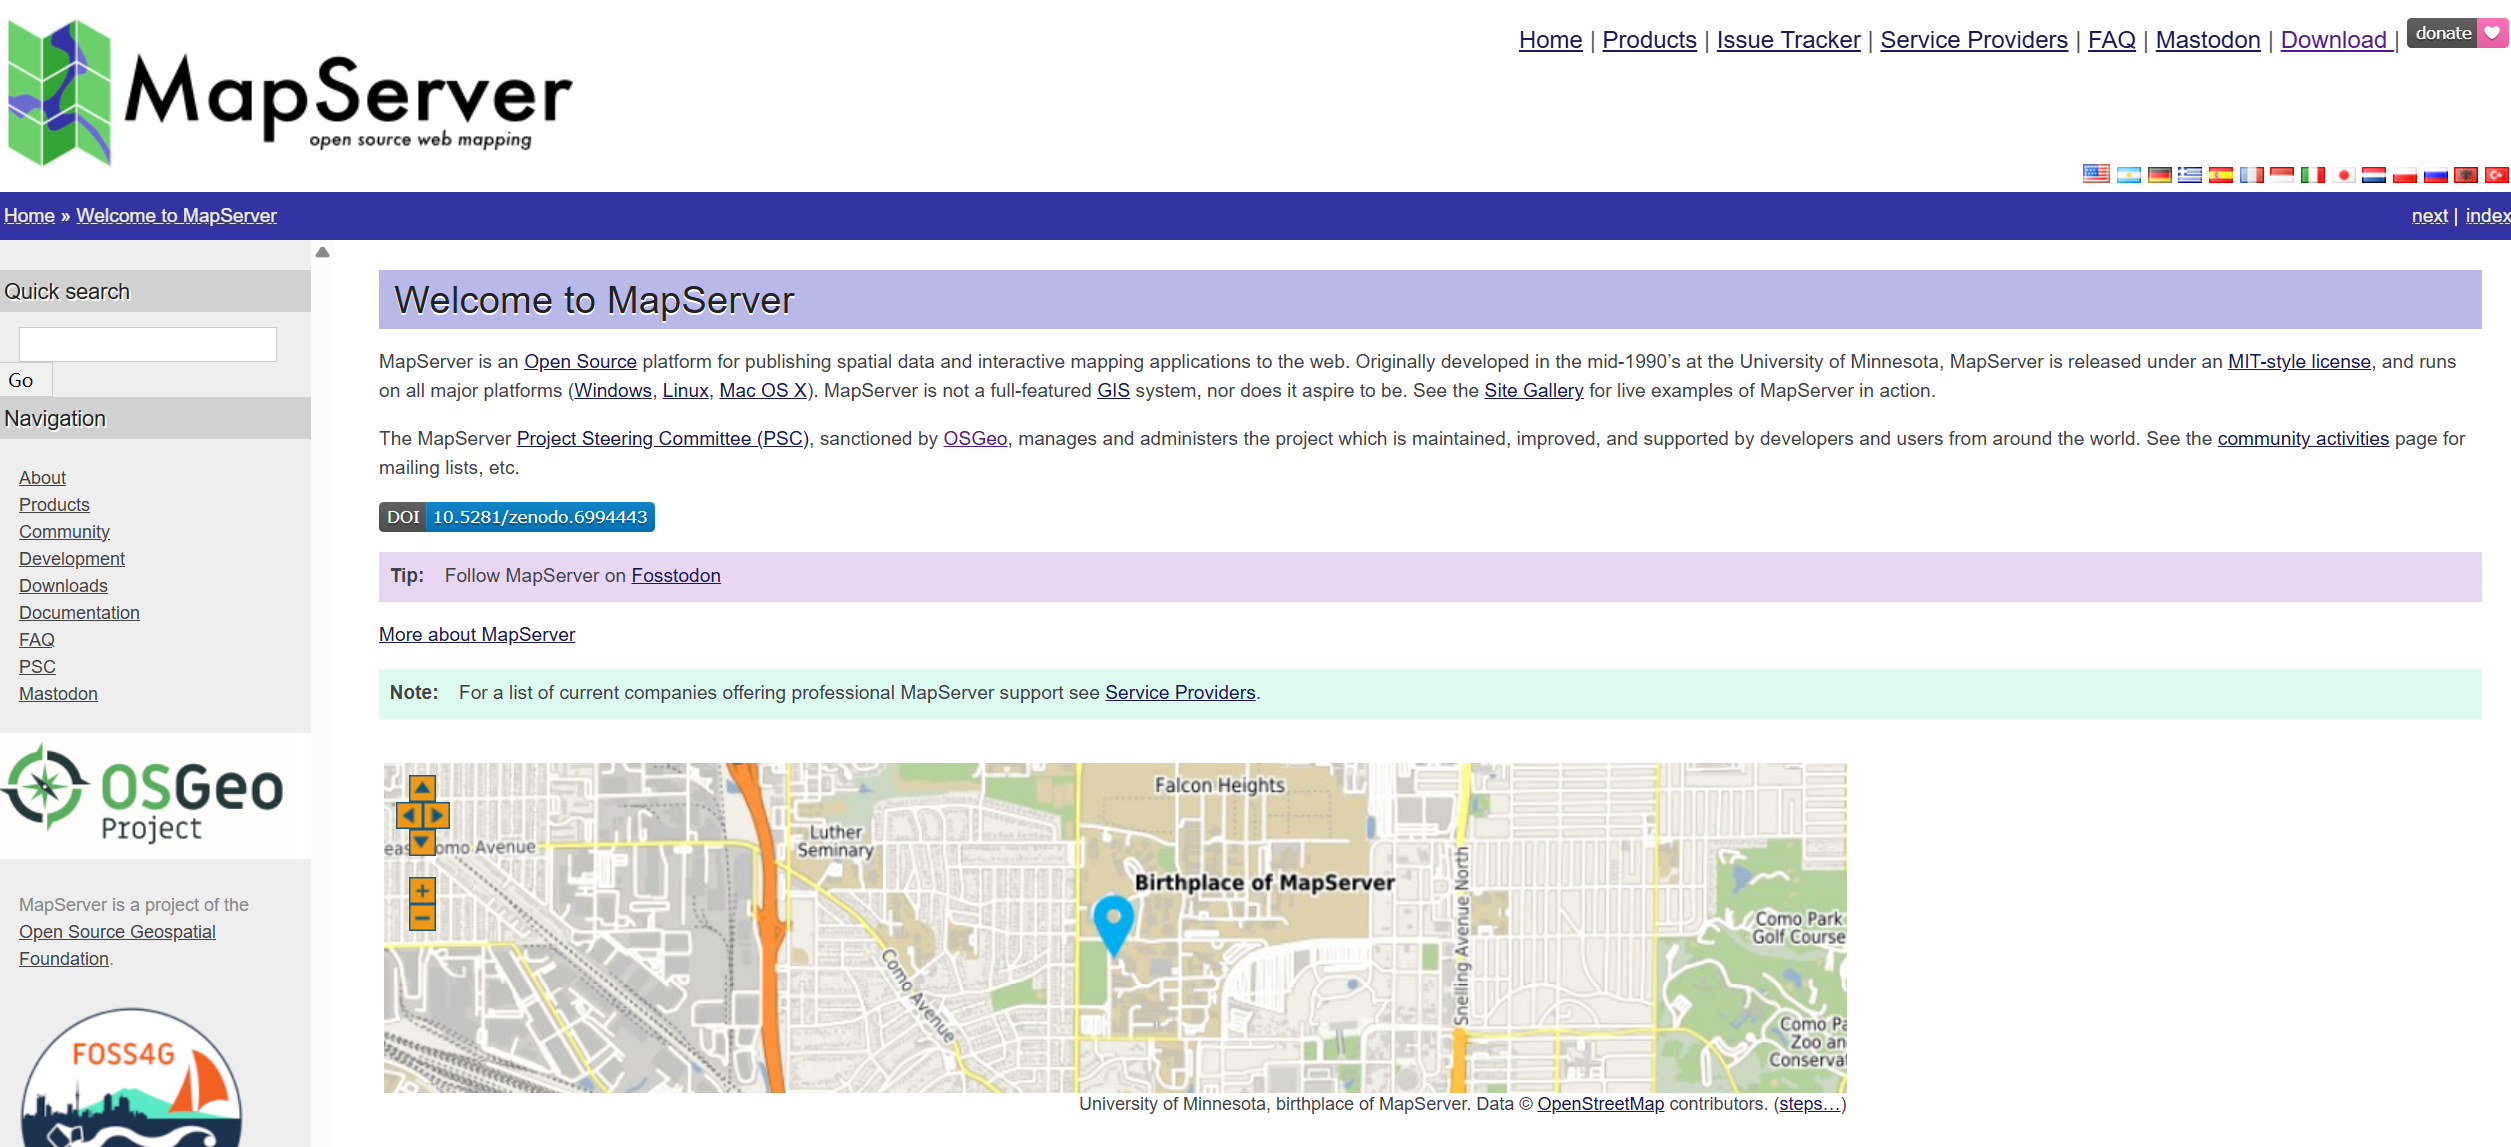 MapServer
open source web mapping
Home | Products | Issue Tracker | Service Providers | FAQ | Mastodon | Download |
donate
Home » Welcome to MapServer
next | index
Quick search
Go
Navigation
About
Products
Community
Development
Downloads
Documentation
FAQ
PSC
Mastodon
OSGeo
Project
MapServer is a project of the
Open Source Geospatial
Foundation.
FOSS4G
Welcome to MapServer
MapServer is an Open Source platform for publishing spatial data and interactive mapping applications to the web. Originally developed in the mid-1990’s at the University of Minnesota, MapServer is released under an MIT-style license, and runs
on all major platforms (Windows, Linux, Mac OS X). MapServer is not a full-featured GIS system, nor does it aspire to be. See the Site Gallery for live examples of MapServer in action.
The MapServer Project Steering Committee (PSC), sanctioned by OSGeo, manages and administers the project which is maintained, improved, and supported by developers and users from around the world. See the community activities page for
mailing lists, etc.
DOI 10.5281/zenodo.6994443
Tip: Follow MapServer on Fosstodon
More about MapServer
Note: For a list of current companies offering professional MapServer support see Service Providers.
Falcon Heights
Luther
Seminary
eas omo Avenue
Birthplace of MapServer
Snelling Avenue North
Como Avenue
Como Park
Golf Course
Como Pa
Zoo an
Conserva
University of Minnesota, birthplace of MapServer. Data © OpenStreetMap contributors. (steps...)